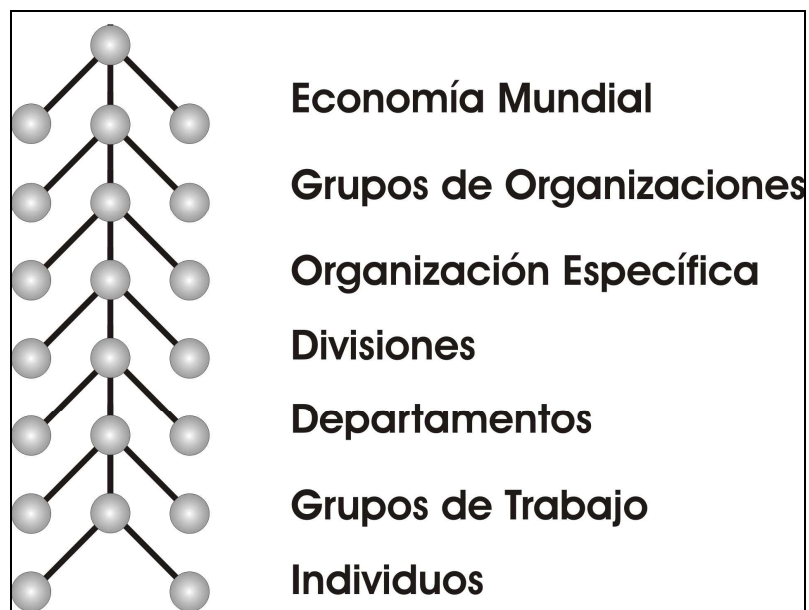 Economía Mundial
Grupos de Organizaciones
Organización Específica
Divisiones
Departamentos
Grupos de Trabajo
Individuos